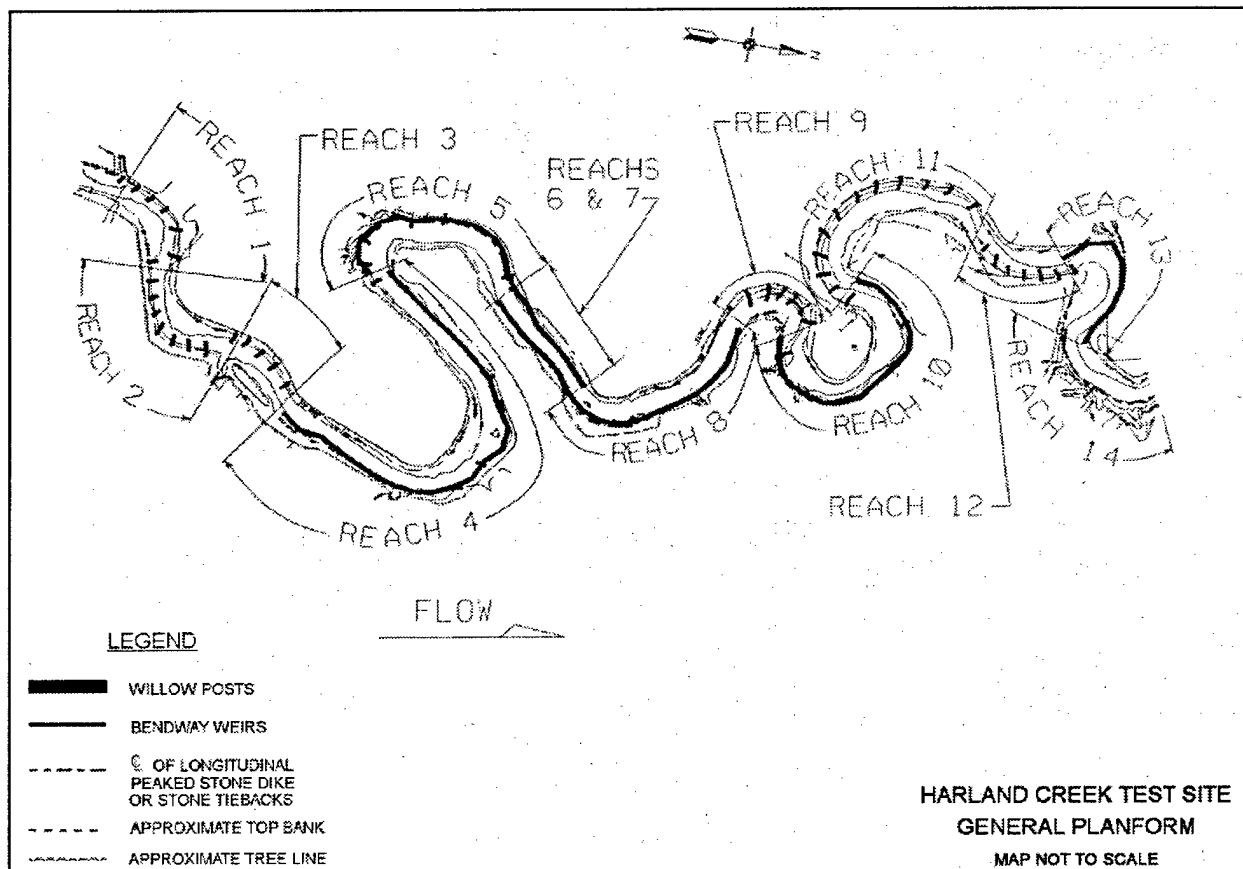 N
REACH 1
REACH 3
REACH 5
REACHS
6 & 7
REACH 9
REACH 11
REACH 13
REACH 2
REACH 4
REACH 8
REACH 10
REACH 12
REACH 14
FLOW
LEGEND
WILLOW POSTS
BENDWAY WEIRS
℄ OF LONGITUDINAL
PEAKED STONE DIKE
OR STONE TIEBACKS
APPROXIMATE TOP BANK
APPROXIMATE TREE LINE
HARLAND CREEK TEST SITE
GENERAL PLANFORM
MAP NOT TO SCALE